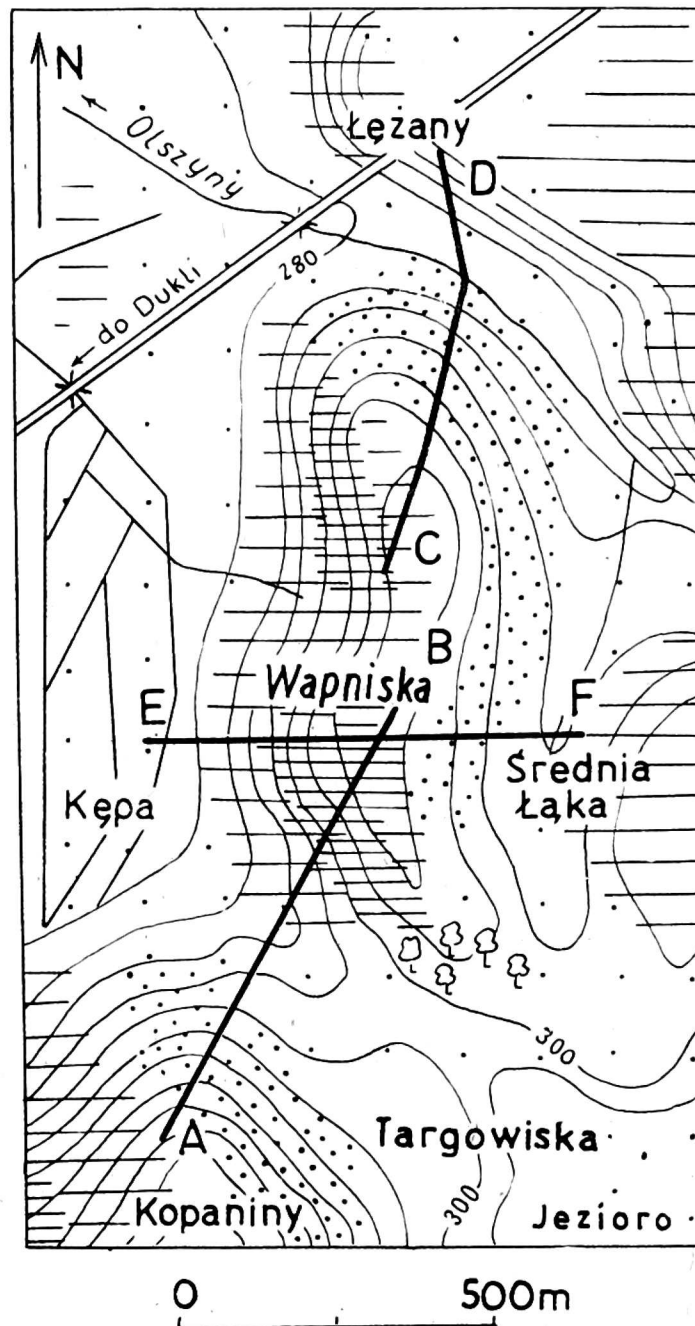 N
Olszyny
Łężany
D
280
do Dukli
C
B
Wapniska
E
F
Średnia
Łąka
Kępa
300
A
Targowiska
Kopaniny
300
Jezioro
0 500m